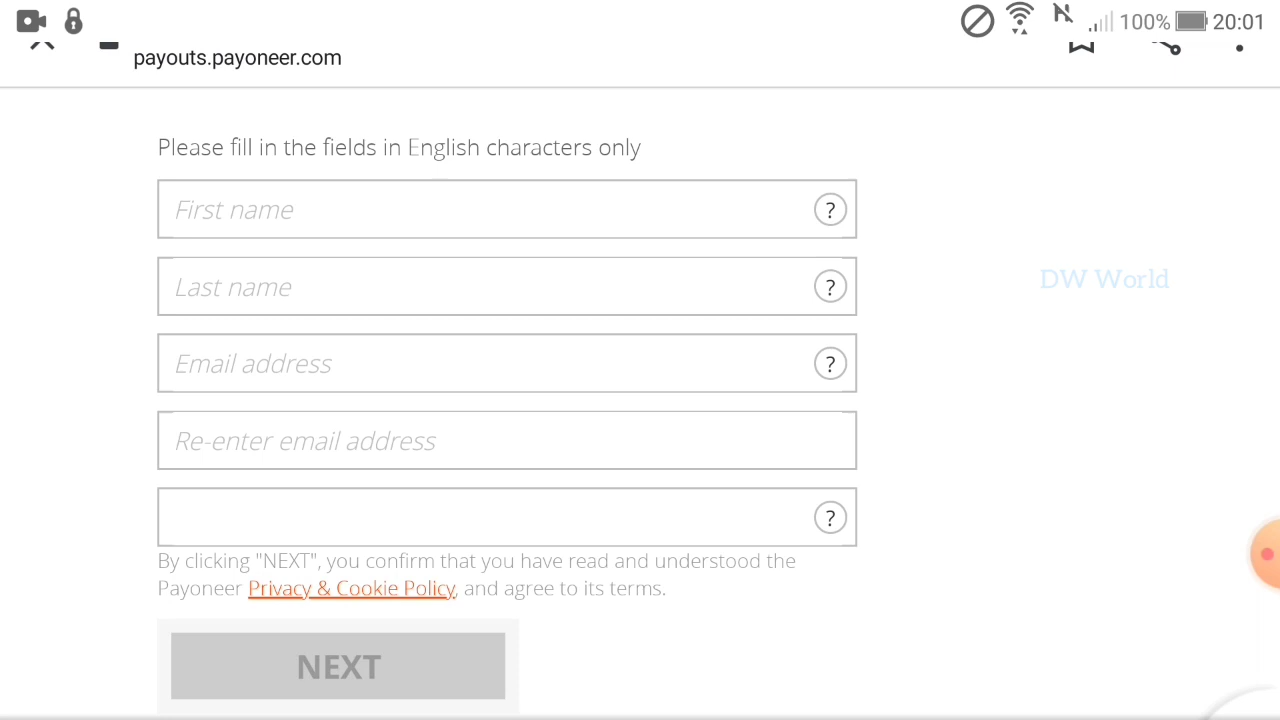 100% 20:01
payouts.payoneer.com
Please fill in the fields in English characters only
First name ?
Last name ?
DW World
Email address ?
Re-enter email address
?
By clicking "NEXT", you confirm that you have read and understood the
Payoneer Privacy & Cookie Policy, and agree to its terms.
NEXT